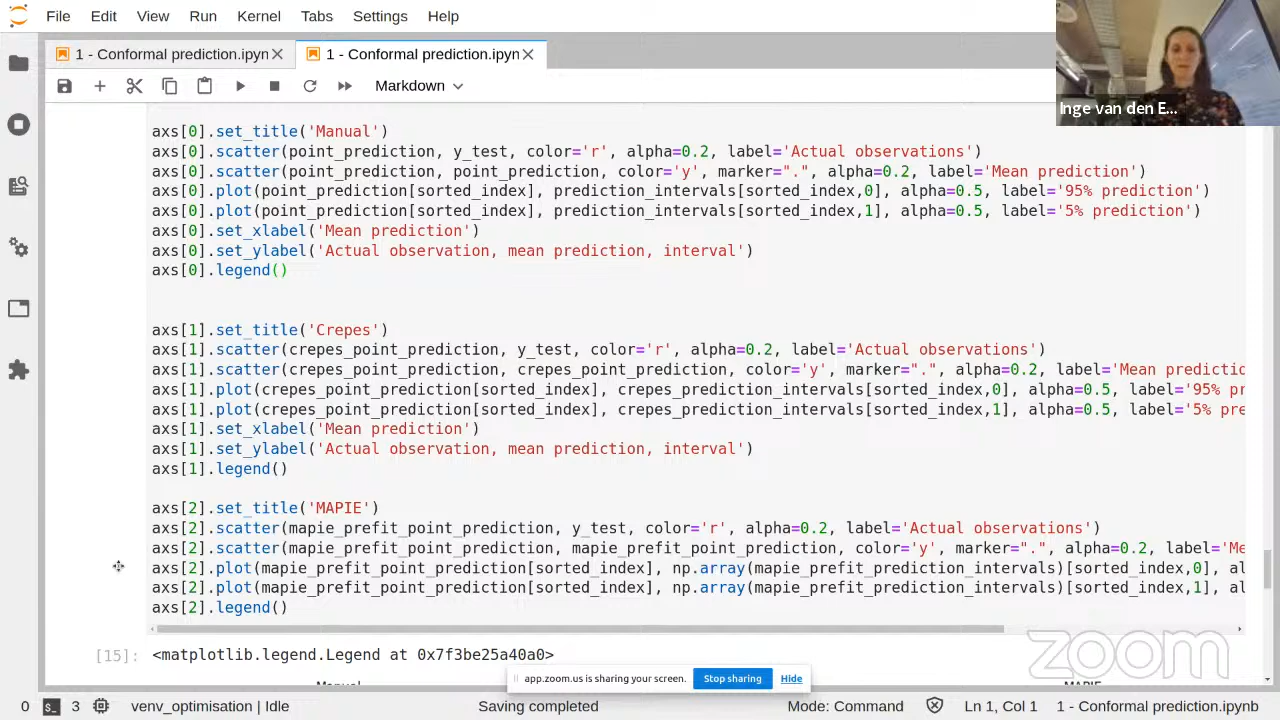 File Edit View Run Kernel Tabs Settings Help
1 - Conformal prediction.ipyn
1 - Conformal prediction.ipyn
Markdown
Inge van den E...
axs[0].set_title('Manual')
axs[0].scatter(point_prediction, y_test, color='r', alpha=0.2, label='Actual observations')
axs[0].scatter(point_prediction, point_prediction, color='y', marker=".", alpha=0.2, label='Mean prediction')
axs[0].plot(point_prediction[sorted_index], prediction_intervals[sorted_index,0], alpha=0.5, label='95% prediction')
axs[0].plot(point_prediction[sorted_index], prediction_intervals[sorted_index,1], alpha=0.5, label='5% prediction')
axs[0].set_xlabel('Mean prediction')
axs[0].set_ylabel('Actual observation, mean prediction, interval')
axs[0].legend()
axs[1].set_title('Crepes')
axs[1].scatter(crepes_point_prediction, y_test, color='r', alpha=0.2, label='Actual observations')
axs[1].scatter(crepes_point_prediction, crepes_point_prediction, color='y', marker=".", alpha=0.2, label='Mean predictio
axs[1].plot(crepes_point_prediction[sorted_index], crepes_prediction_intervals[sorted_index,0], alpha=0.5, label='95% pr
axs[1].plot(crepes_point_prediction[sorted_index], crepes_prediction_intervals[sorted_index,1], alpha=0.5, label='5% pre
axs[1].set_xlabel('Mean prediction')
axs[1].set_ylabel('Actual observation, mean prediction, interval')
axs[1].legend()
axs[2].set_title('MAPIE')
axs[2].scatter(mapie_prefit_point_prediction, y_test, color='r', alpha=0.2, label='Actual observations')
axs[2].scatter(mapie_prefit_point_prediction, mapie_prefit_point_prediction, color='y', marker=".", alpha=0.2, label='Me
axs[2].plot(mapie_prefit_point_prediction[sorted_index], np.array(mapie_prefit_prediction_intervals)[sorted_index,0], al
axs[2].plot(mapie_prefit_point_prediction[sorted_index], np.array(mapie_prefit_prediction_intervals)[sorted_index,1], al
axs[2].legend()
[15]: <matplotlib.legend.Legend at 0x7f3be25a40a0>
zoom
app.zoom.us is sharing your screen. Stop sharing Hide
Manual MAPIE
0 $_ 3 venv_optimisation | Idle Saving completed Mode: Command Ln 1, Col 1 1 - Conformal prediction.ipynb